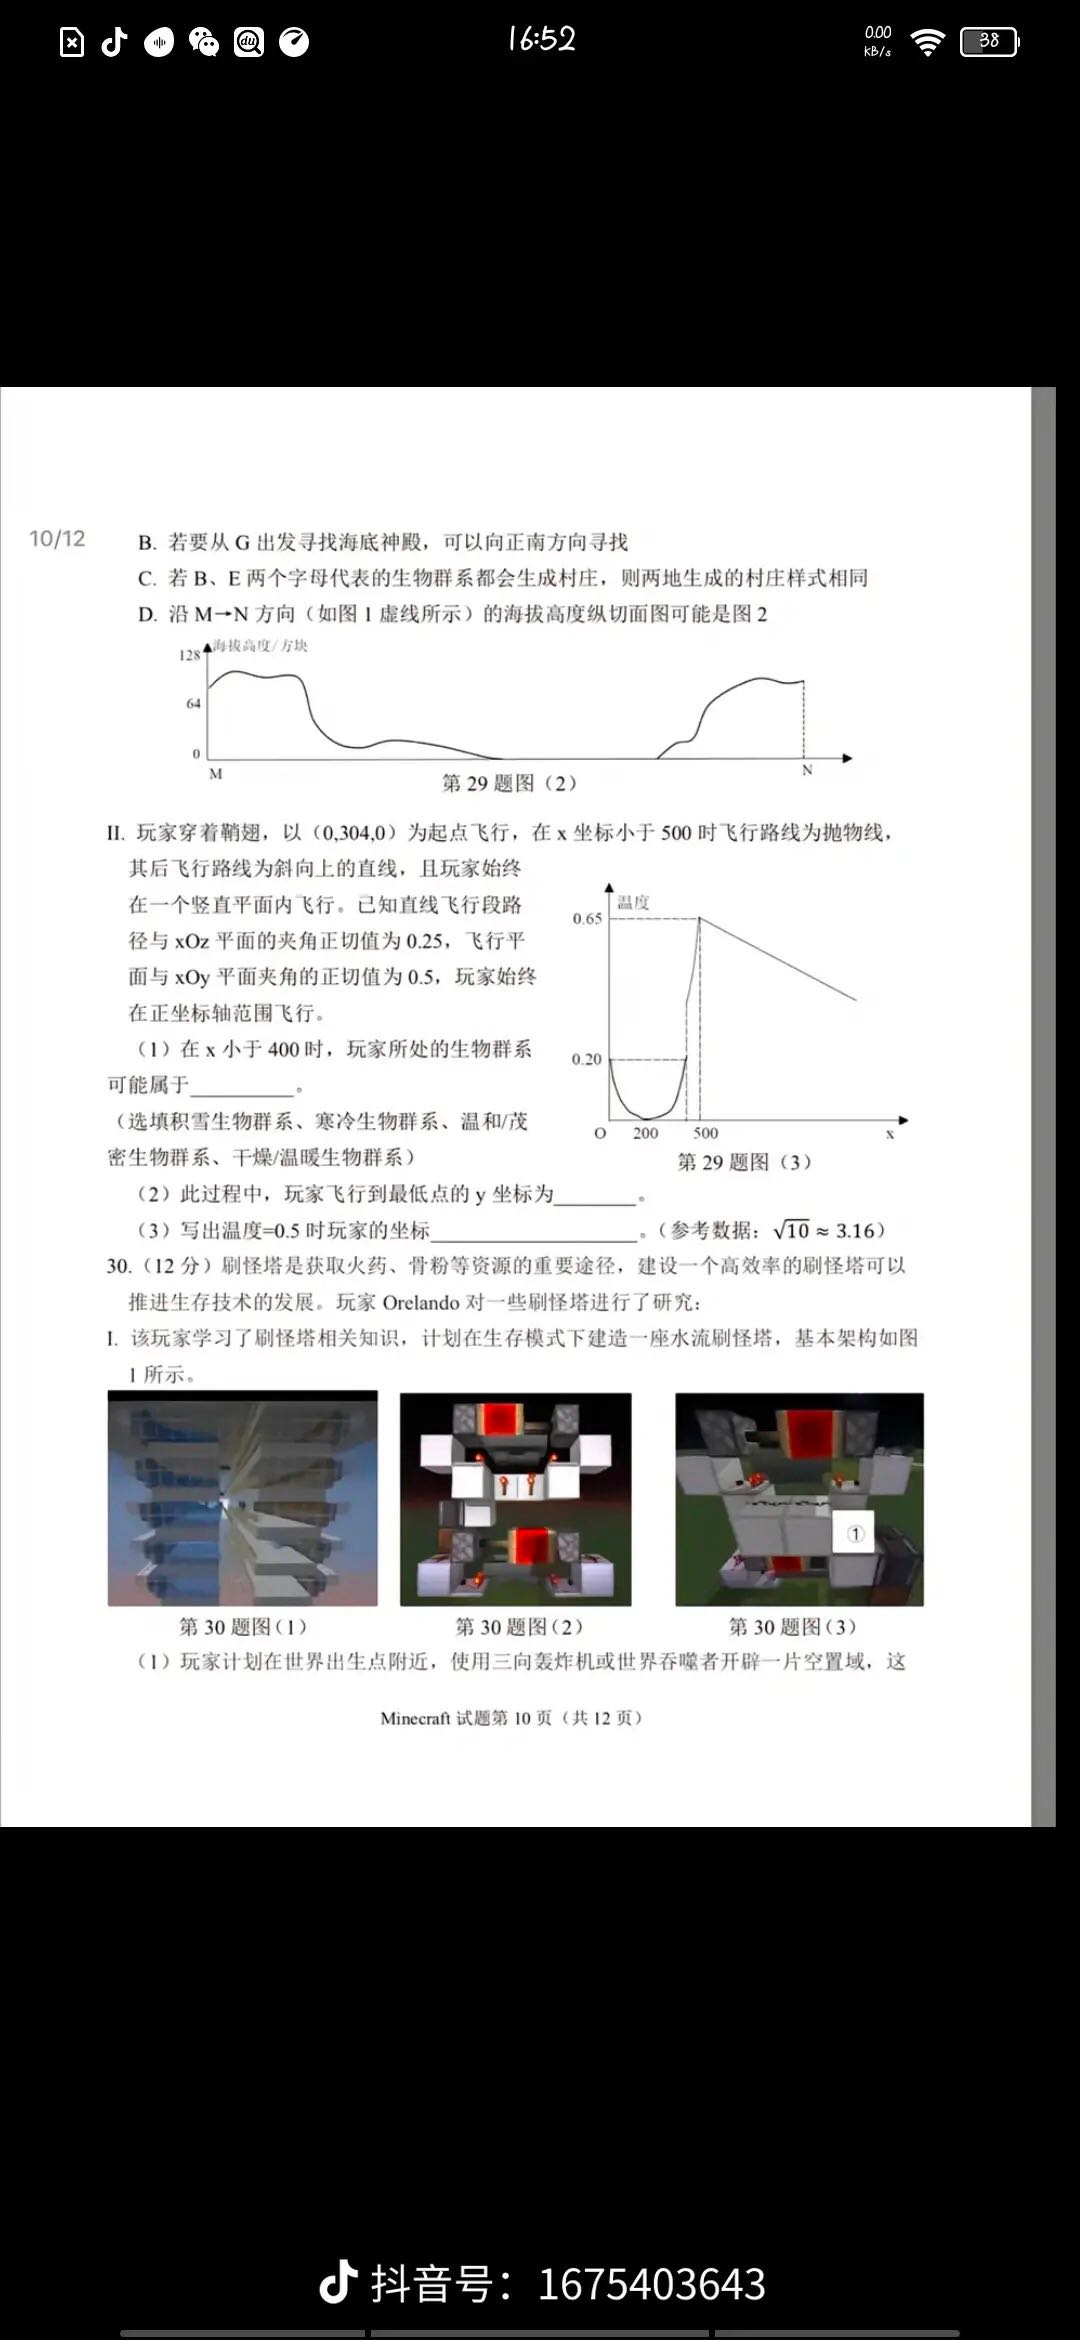 16:52
0.00
KB/s
38
10/12
B. 若要从 G 出发寻找海底神殿，可以向正南方向寻找
C. 若 B、E 两个字母代表的生物群系都会生成村庄，则两地生成的村庄样式相同
D. 沿 M→N 方向（如图 1 虚线所示）的海拔高度纵切面图可能是图 2
海拔高度/方块
128
64
0
M
N
第 29 题图（2）
II. 玩家穿着鞘翅，以（0,304,0）为起点飞行，在 x 坐标小于 500 时飞行路线为抛物线，
其后飞行路线为斜向上的直线，且玩家始终
在一个竖直平面内飞行。已知直线飞行段路
径与 xOz 平面的夹角正切值为 0.25，飞行平
面与 xOy 平面夹角的正切值为 0.5，玩家始终
在正坐标轴范围飞行。
（1）在 x 小于 400 时，玩家所处的生物群系
可能属于__________。
（选填积雪生物群系、寒冷生物群系、温和/茂
密生物群系、干燥/温暖生物群系）
温度
0.65
0.20
O 200 500 x
第 29 题图（3）
（2）此过程中，玩家飞行到最低点的 y 坐标为________。
（3）写出温度=0.5 时玩家的坐标____________________。（参考数据：√10 ≈ 3.16）
30.（12 分）刷怪塔是获取火药、骨粉等资源的重要途径，建设一个高效率的刷怪塔可以
推进生存技术的发展。玩家 Orelando 对一些刷怪塔进行了研究：
I. 该玩家学习了刷怪塔相关知识，计划在生存模式下建造一座水流刷怪塔，基本架构如图
1 所示。
①
第 30 题图（1）
第 30 题图（2）
第 30 题图（3）
（1）玩家计划在世界出生点附近，使用三向轰炸机或世界吞噬者开辟一片空置域，这
Minecraft 试题第 10 页（共 12 页）
抖音号：1675403643